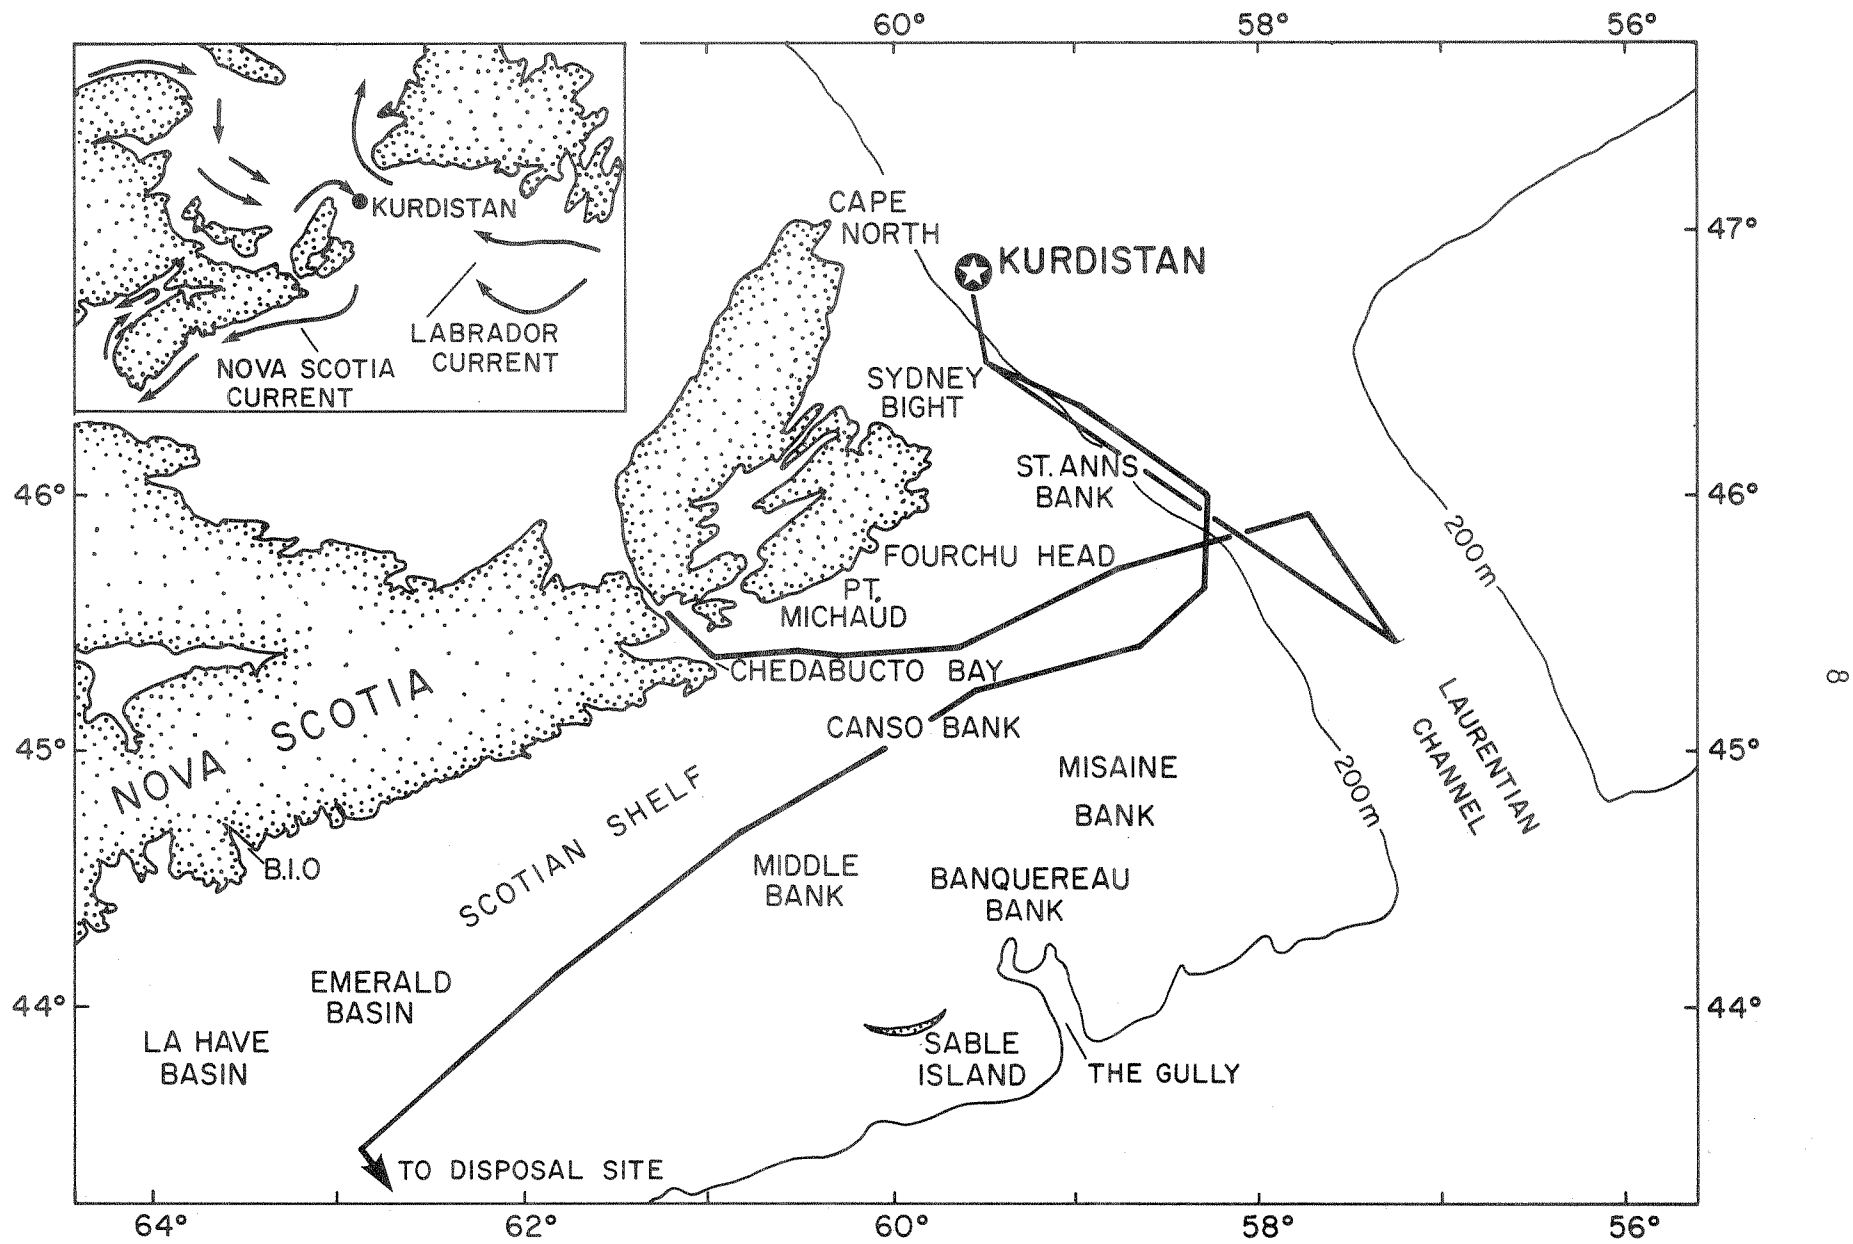 60°
58°
56°
KURDISTAN
LABRADOR
CURRENT
NOVA SCOTIA
CURRENT
CAPE
NORTH
47°
KURDISTAN
SYDNEY
BIGHT
46°
ST. ANNS
BANK
46°
200m
FOURCHU HEAD
PT.
MICHAUD
CHEDABUCTO BAY
8
NOVA SCOTIA
CANSO BANK
LAURENTIAN
CHANNEL
45°
45°
MISAINE
BANK
200m
SCOTIAN SHELF
B.I.O
MIDDLE
BANK
BANQUEREAU
BANK
EMERALD
BASIN
44°
44°
LA HAVE
BASIN
SABLE
ISLAND
THE GULLY
TO DISPOSAL SITE
64°
62°
60°
58°
56°